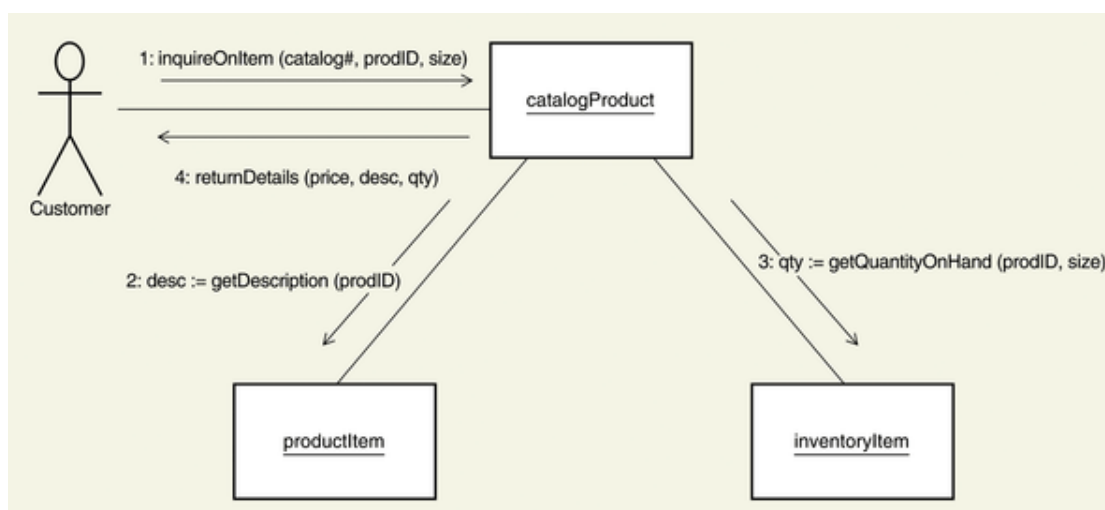 1: inquireOnItem (catalog#, prodID, size)
catalogProduct
4: returnDetails (price, desc, qty)
Customer
2: desc := getDescription (prodID)
3: qty := getQuantityOnHand (prodID, size)
productItem
inventoryItem